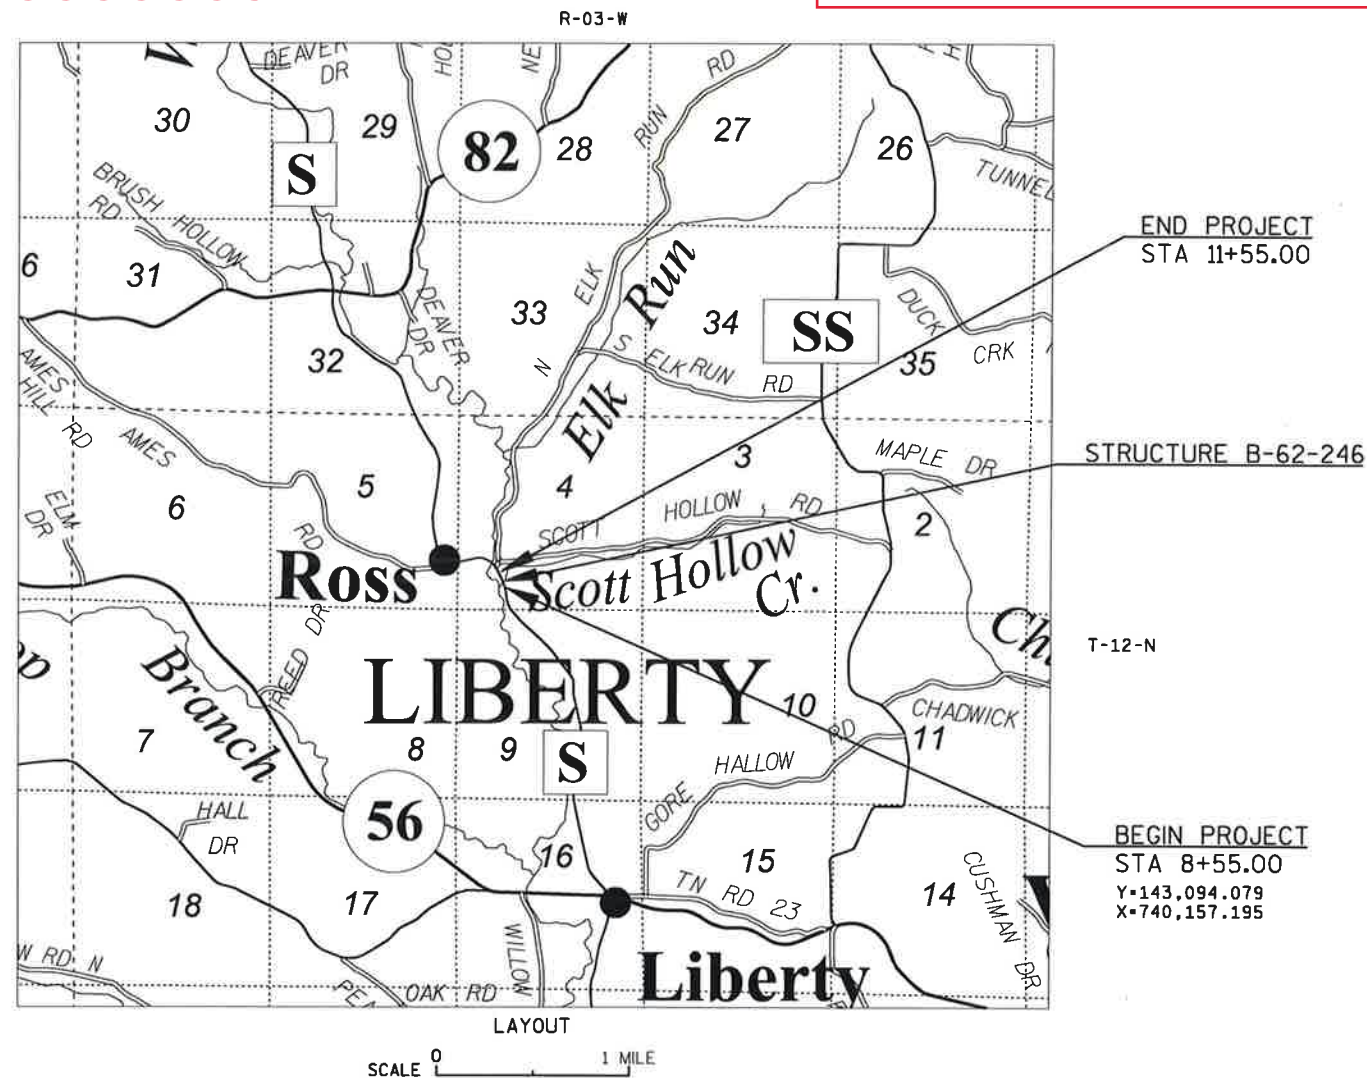 R-03-W
DEAVER
DR
HOL
NE
RD
30
29
82
28
RUN
27
26
S
TUNNEL
BRUSH HOLLOW
RD
END PROJECT
STA 11+55.00
6
31
33
ELK
Run
34
SS
DUCK
CRK
35
DEAVER
DR
32
N
S ELK RUN RD
AMES
HILL
RD
AMES
RD
Elk
3
MAPLE DR
STRUCTURE B-62-246
5
4
6
ELM
DR
SCOTT HOLLOW RD
2
Ross
Scott Hollow
Cr.
REED DR
T-12-N
Branch
LIBERTY
10
CHADWICK
7
8
9
S
GORE HALLOW RD
11
HALL
DR
56
BEGIN PROJECT
STA 8+55.00
Y=143,094.079
X=740,157.195
16
15
14
CUSHMAN DR
18
17
TN RD 23
WILLOW
W RD N
OAK RD
Liberty
LAYOUT
SCALE 0 1 MILE